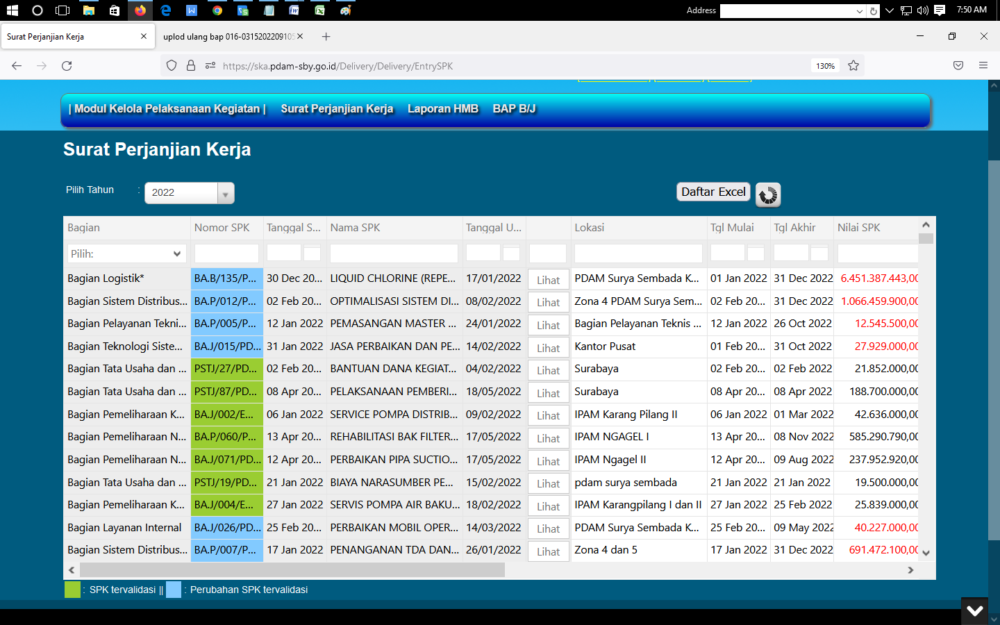 Address
7:50 AM
Surat Perjanjian Kerja
uplod ulang bap 016-0315202209105
https://ska.pdam-sby.go.id/Delivery/Delivery/EntrySPK
130%
| Modul Kelola Pelaksanaan Kegiatan | Surat Perjanjian Kerja Laporan HMB BAP B/J
Surat Perjanjian Kerja
Pilih Tahun : 2022
Daftar Excel
Bagian Nomor SPK Tanggal S... Nama SPK Tanggal U... Lokasi Tgl Mulai Tgl Akhir Nilai SPK
Pilih:
Bagian Logistik* BA.B/135/P... 30 Dec 20... LIQUID CHLORINE (REPE... 17/01/2022 Lihat PDAM Surya Sembada K... 01 Jan 2022 31 Dec 2022 6.451.387.443,00
Bagian Sistem Distribus... BA.P/012/P... 02 Feb 20... OPTIMALISASI SISTEM DI... 08/02/2022 Lihat Zona 4 PDAM Surya Sem... 02 Feb 20... 31 Dec 2022 1.066.459.900,00
Bagian Pelayanan Tekni... BA.P/005/P... 12 Jan 2022 PEMASANGAN MASTER ... 24/01/2022 Lihat Bagian Pelayanan Teknis ... 12 Jan 2022 26 Oct 2022 12.545.500,00
Bagian Teknologi Siste... BA.J/015/PD... 31 Jan 2022 JASA PERBAIKAN DAN PE... 14/02/2022 Lihat Kantor Pusat 01 Feb 20... 31 Oct 2022 27.929.000,00
Bagian Tata Usaha dan ... PSTJ/27/PD... 02 Feb 20... BANTUAN DANA KEGIAT... 04/02/2022 Lihat Surabaya 02 Feb 20... 02 Feb 2022 21.852.000,00
Bagian Tata Usaha dan ... PSTJ/87/PD... 08 Apr 20... PELAKSANAAN PEMBERI... 18/05/2022 Lihat Surabaya 08 Apr 20... 08 Apr 2022 188.700.000,00
Bagian Pemeliharaan K... BA.J/002/E... 06 Jan 2022 SERVICE POMPA DISTRIB... 09/02/2022 Lihat IPAM Karang Pilang II 06 Jan 2022 01 Mar 2022 42.636.000,00
Bagian Pemeliharaan N... BA.P/060/P... 13 Apr 20... REHABILITASI BAK FILTER... 17/05/2022 Lihat IPAM NGAGEL I 13 Apr 20... 08 Nov 2022 585.290.790,00
Bagian Pemeliharaan N... BA.J/071/PD... 12 Apr 20... PERBAIKAN PIPA SUCTIO... 17/05/2022 Lihat IPAM Ngagel II 12 Apr 20... 09 Aug 2022 237.952.920,00
Bagian Tata Usaha dan ... PSTJ/19/PD... 21 Jan 2022 BIAYA NARASUMBER PE... 15/02/2022 Lihat pdam surya sembada 21 Jan 2022 21 Jan 2022 19.500.000,00
Bagian Pemeliharaan K... BA.J/004/E... 27 Jan 2022 SERVIS POMPA AIR BAKU... 18/02/2022 Lihat IPAM Karangpilang I dan II 27 Jan 2022 25 Feb 2022 25.839.000,00
Bagian Layanan Internal BA.J/026/PD... 25 Feb 20... PERBAIKAN MOBIL OPER... 14/03/2022 Lihat PDAM Surya Sembada K... 25 Feb 20... 09 May 2022 40.227.000,00
Bagian Sistem Distribus... BA.P/007/P... 17 Jan 2022 PENANGANAN TDA DAN... 26/01/2022 Lihat Zona 4 dan 5 17 Jan 2022 31 Dec 2022 691.472.100,00
: SPK tervalidasi || : Perubahan SPK tervalidasi